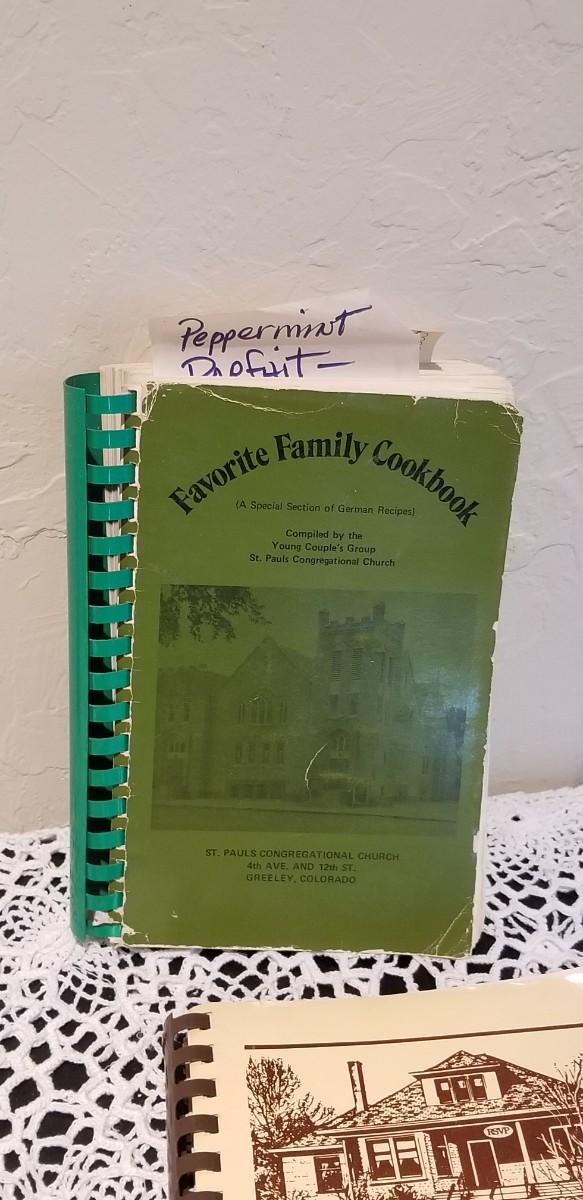 Peppermint
Parfait—
Favorite Family Cookbook
(A Special Section of German Recipes)
Compiled by the
Young Couple's Group
St. Pauls Congregational Church
ST. PAULS CONGREGATIONAL CHURCH
4th AVE. AND 12th ST.
GREELEY, COLORADO
RSVP